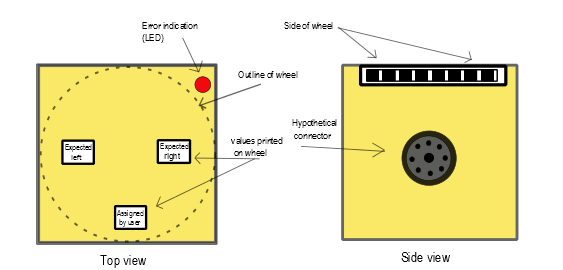 Error indication
(LED)
Side of wheel
Outline of wheel
Hypothetical
connector
Expected
left
Expected
right
values printed
on wheel
Assigned
by user
Top view
Side view